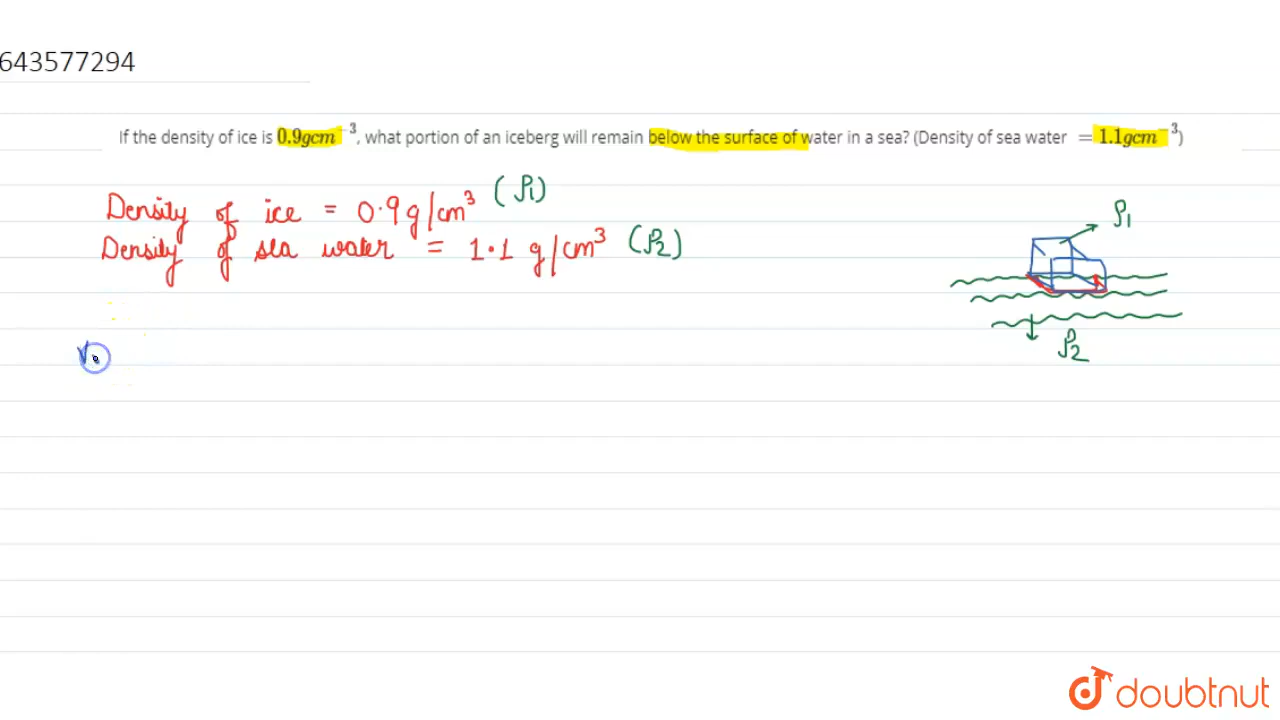 643577294
If the density of ice is 0.9gcm⁻³, what portion of an iceberg will remain below the surface of water in a sea? (Density of sea water = 1.1gcm⁻³)
Density of ice = 0.9 g/cm³ (ρ₁)
Density of sea water = 1.1 g/cm³ (ρ₂)
ρ₁
ρ₂
V
doubtnut